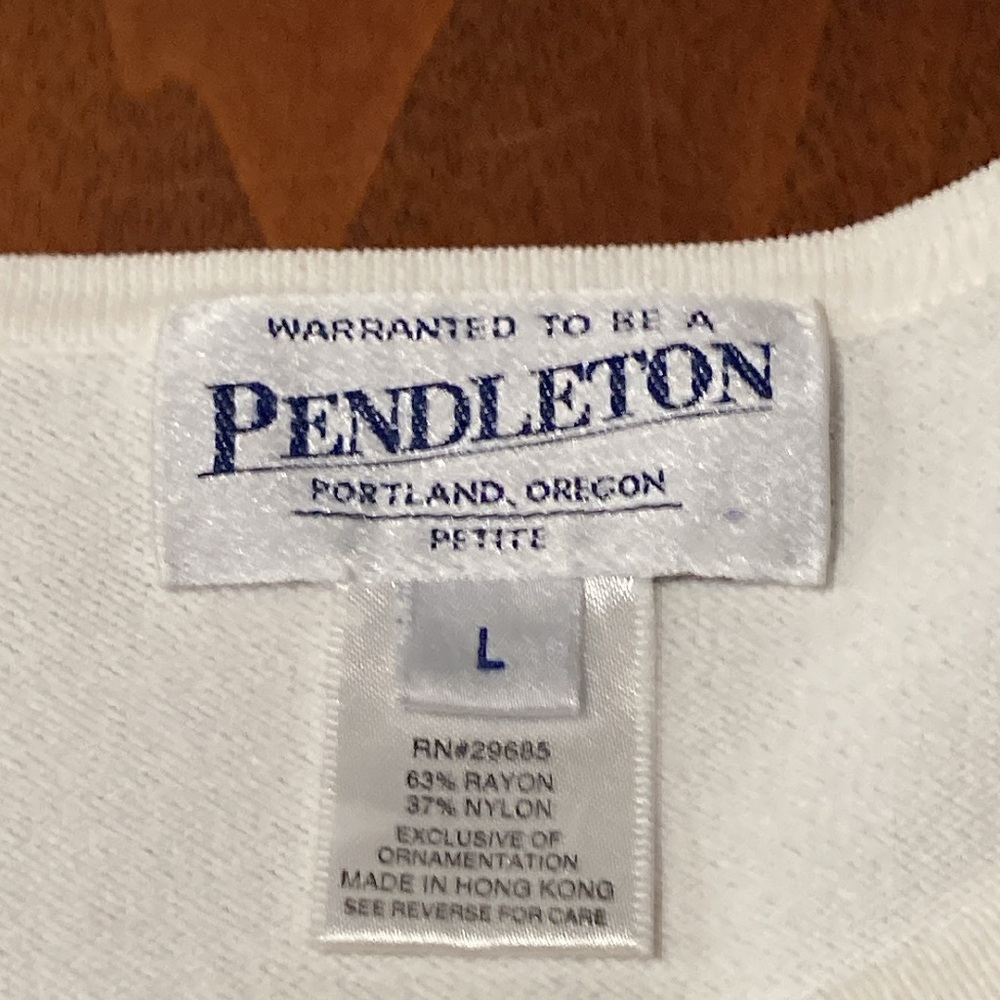 WARRANTED TO BE A
PENDLETON
PORTLAND, OREGON
PETITE
L
RN#29685
63% RAYON
37% NYLON
EXCLUSIVE OF
ORNAMENTATION
MADE IN HONG KONG
SEE REVERSE FOR CARE